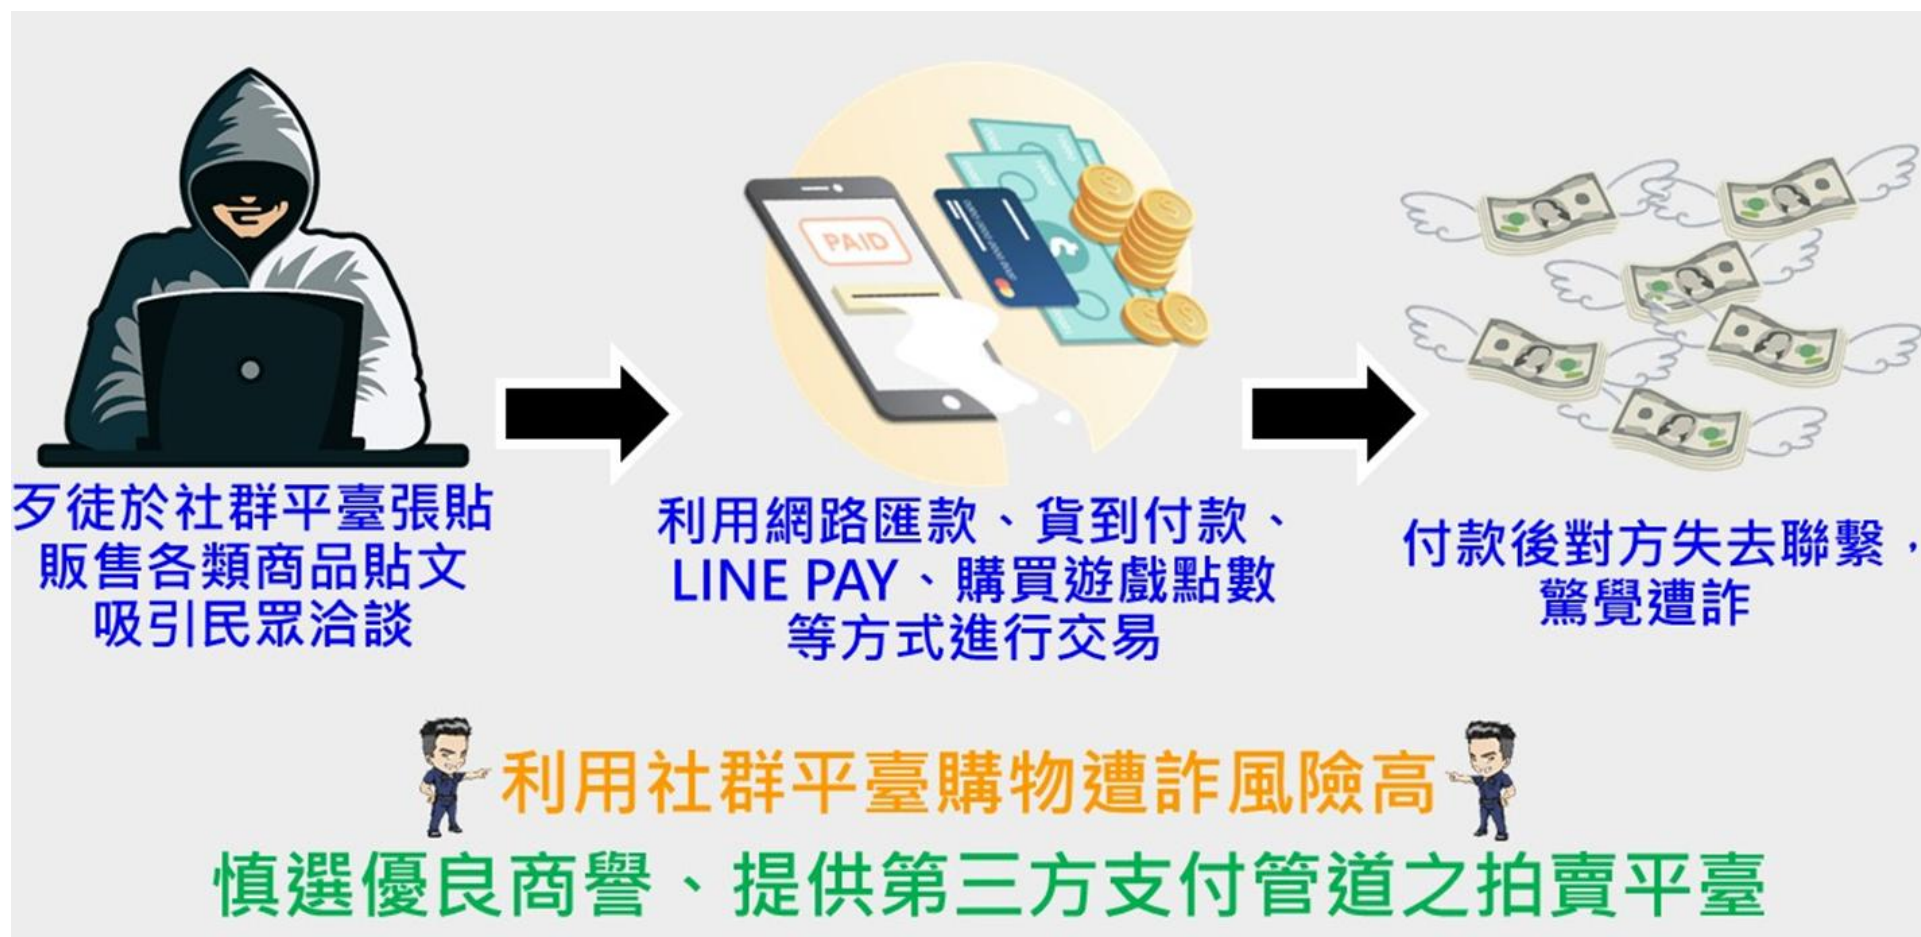 歹徒於社群平臺張貼
販售各類商品貼文
吸引民眾洽談
PAID
利用網路匯款、貨到付款、
LINE PAY、購買遊戲點數
等方式進行交易
付款後對方失去聯繫,
驚覺遭詐
利用社群平臺購物遭詐風險高
慎選優良商譽、提供第三方支付管道之拍賣平臺